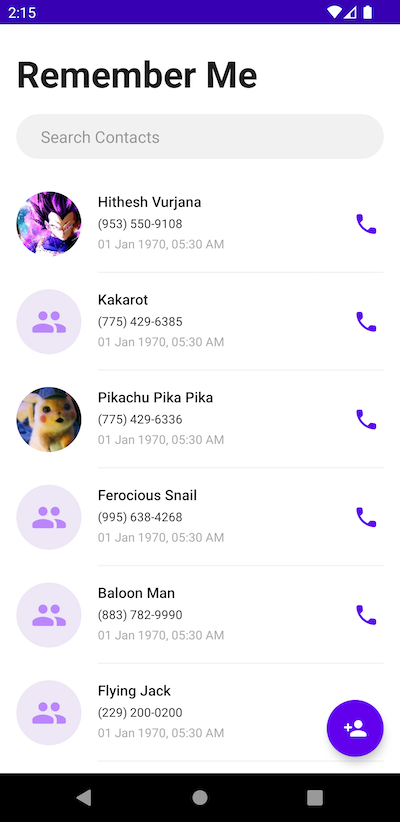 2:15
Remember Me
Search Contacts
Hithesh Vurjana
(953) 550-9108
01 Jan 1970, 05:30 AM
Kakarot
(775) 429-6385
01 Jan 1970, 05:30 AM
Pikachu Pika Pika
(775) 429-6336
01 Jan 1970, 05:30 AM
Ferocious Snail
(995) 638-4268
01 Jan 1970, 05:30 AM
Baloon Man
(883) 782-9990
01 Jan 1970, 05:30 AM
Flying Jack
(229) 200-0200
01 Jan 1970, 05:30 AM